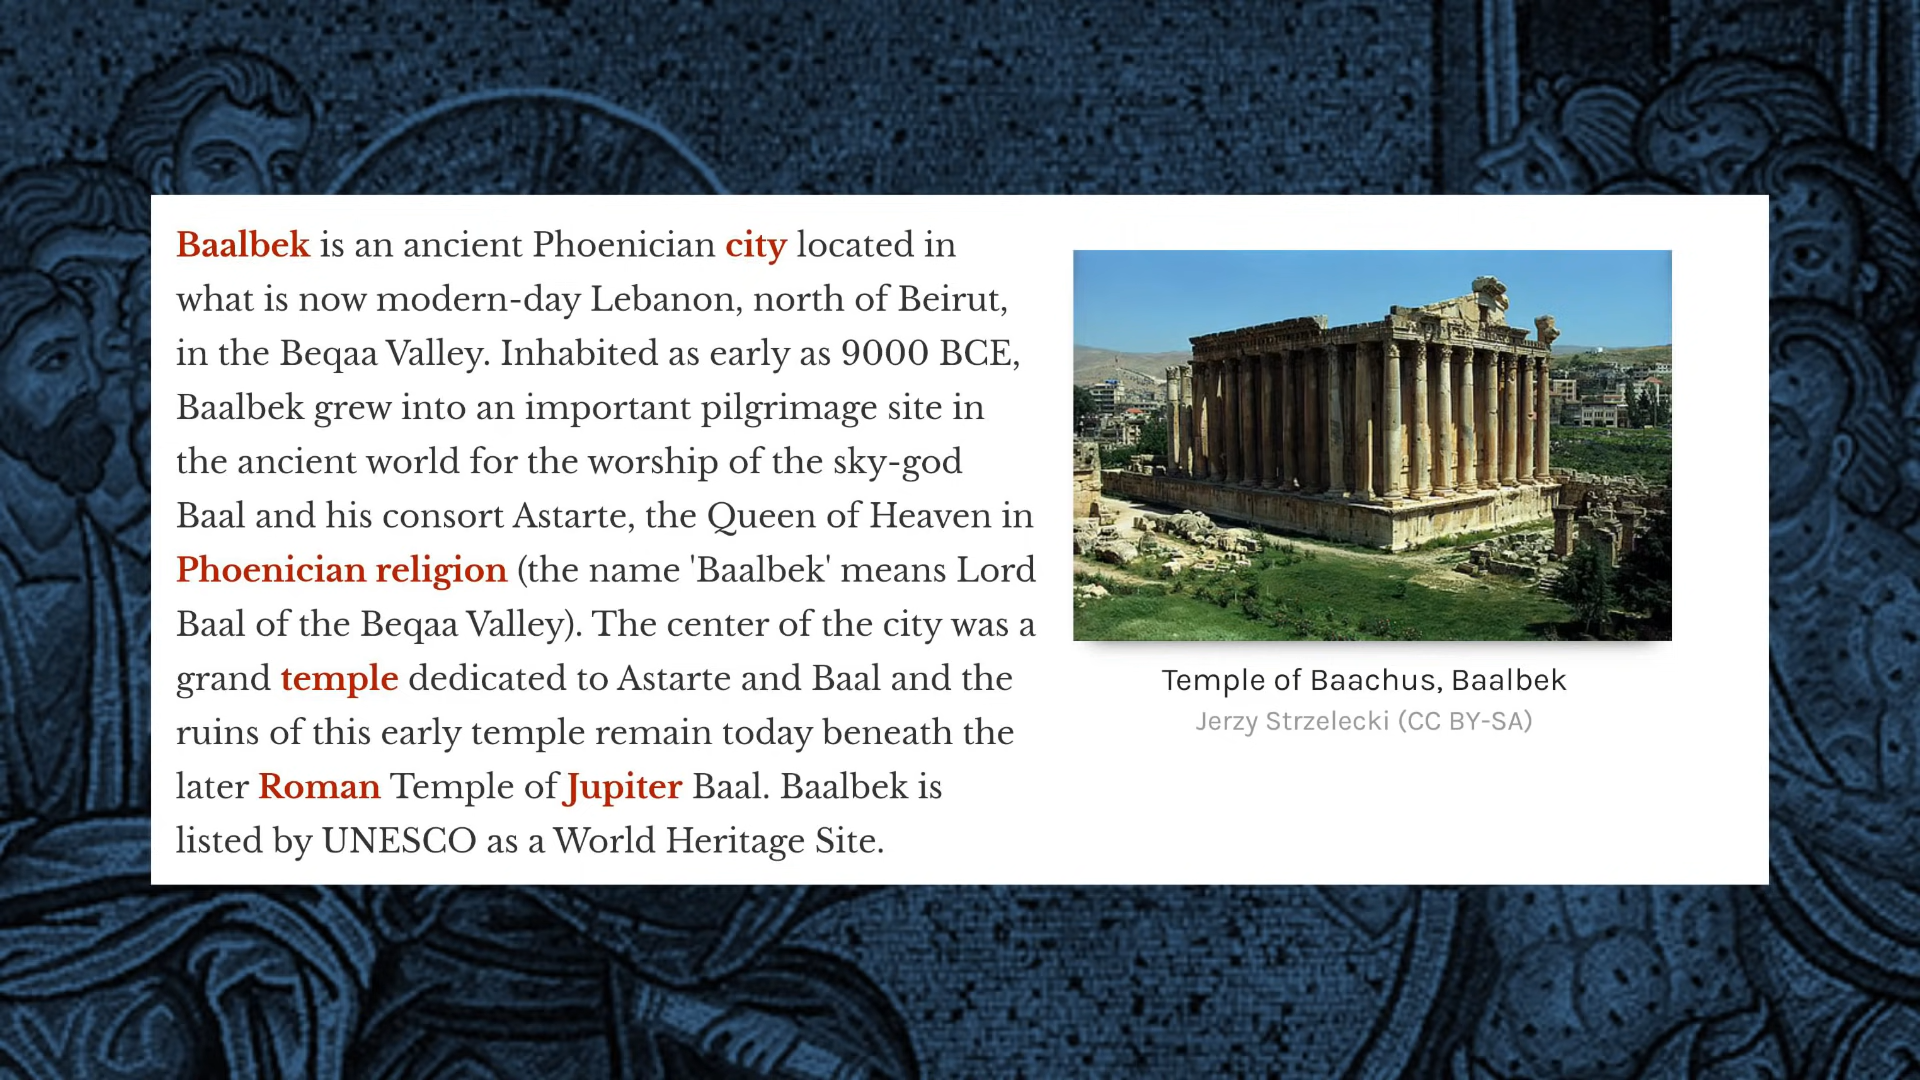 Baalbek is an ancient Phoenician city located in
what is now modern-day Lebanon, north of Beirut,
in the Beqaa Valley. Inhabited as early as 9000 BCE,
Baalbek grew into an important pilgrimage site in
the ancient world for the worship of the sky-god
Baal and his consort Astarte, the Queen of Heaven in
Phoenician religion (the name 'Baalbek' means Lord
Baal of the Beqaa Valley). The center of the city was a
grand temple dedicated to Astarte and Baal and the
ruins of this early temple remain today beneath the
later Roman Temple of Jupiter Baal. Baalbek is
listed by UNESCO as a World Heritage Site.
Temple of Baachus, Baalbek
Jerzy Strzelecki (CC BY-SA)